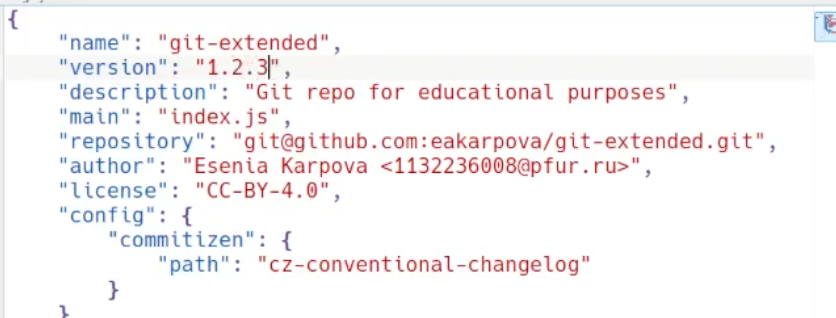 {
"name": "git-extended",
"version": "1.2.3",
"description": "Git repo for educational purposes",
"main": "index.js",
"repository": "git@github.com:eakarpova/git-extended.git",
"author": "Esenia Karpova <1132236008@pfur.ru>",
"license": "CC-BY-4.0",
"config": {
"commitizen": {
"path": "cz-conventional-changelog"
}
}